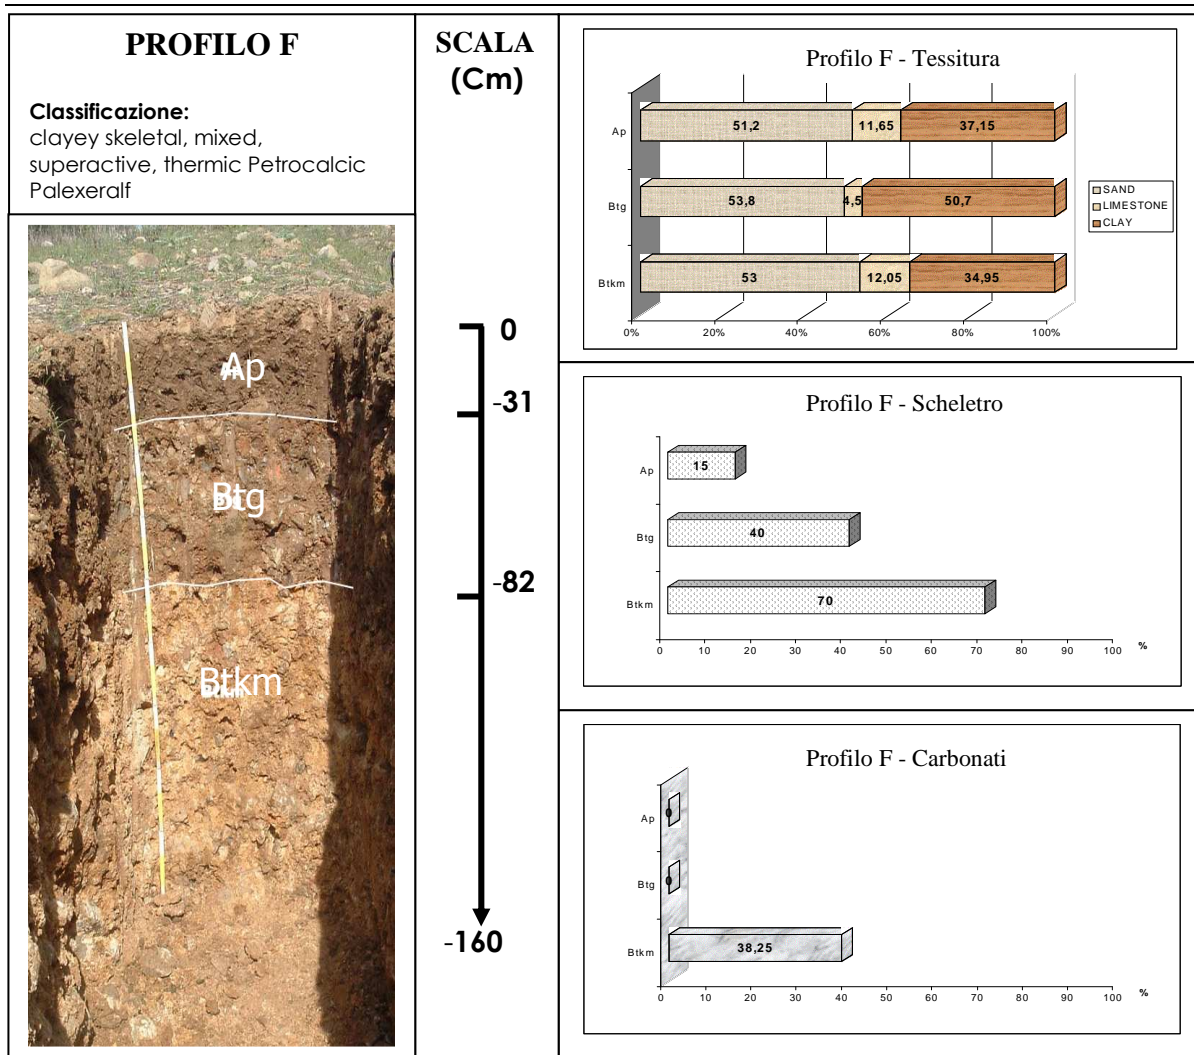 PROFILO F
Classificazione:
clayey skeletal, mixed,
superactive, thermic Petrocalcic
Palexeralf
SCALA
(Cm)
0
-31
-82
-160
Ap
Btg
Btkm
Btkm
Profilo F - Tessitura
Ap
51,2
11,65
37,15
Btg
53,8
4,5
50,7
Btkm
53
12,05
34,95
0%
20%
40%
60%
80%
100%
SAND
LIMESTONE
CLAY
Profilo F - Scheletro
Ap
15
Btg
40
Btkm
70
0 10 20 30 40 50 60 70 80 90 100 %
Profilo F - Carbonati
Ap
Btg
Btkm
38,25
0 10 20 30 40 50 60 70 80 90 100 %